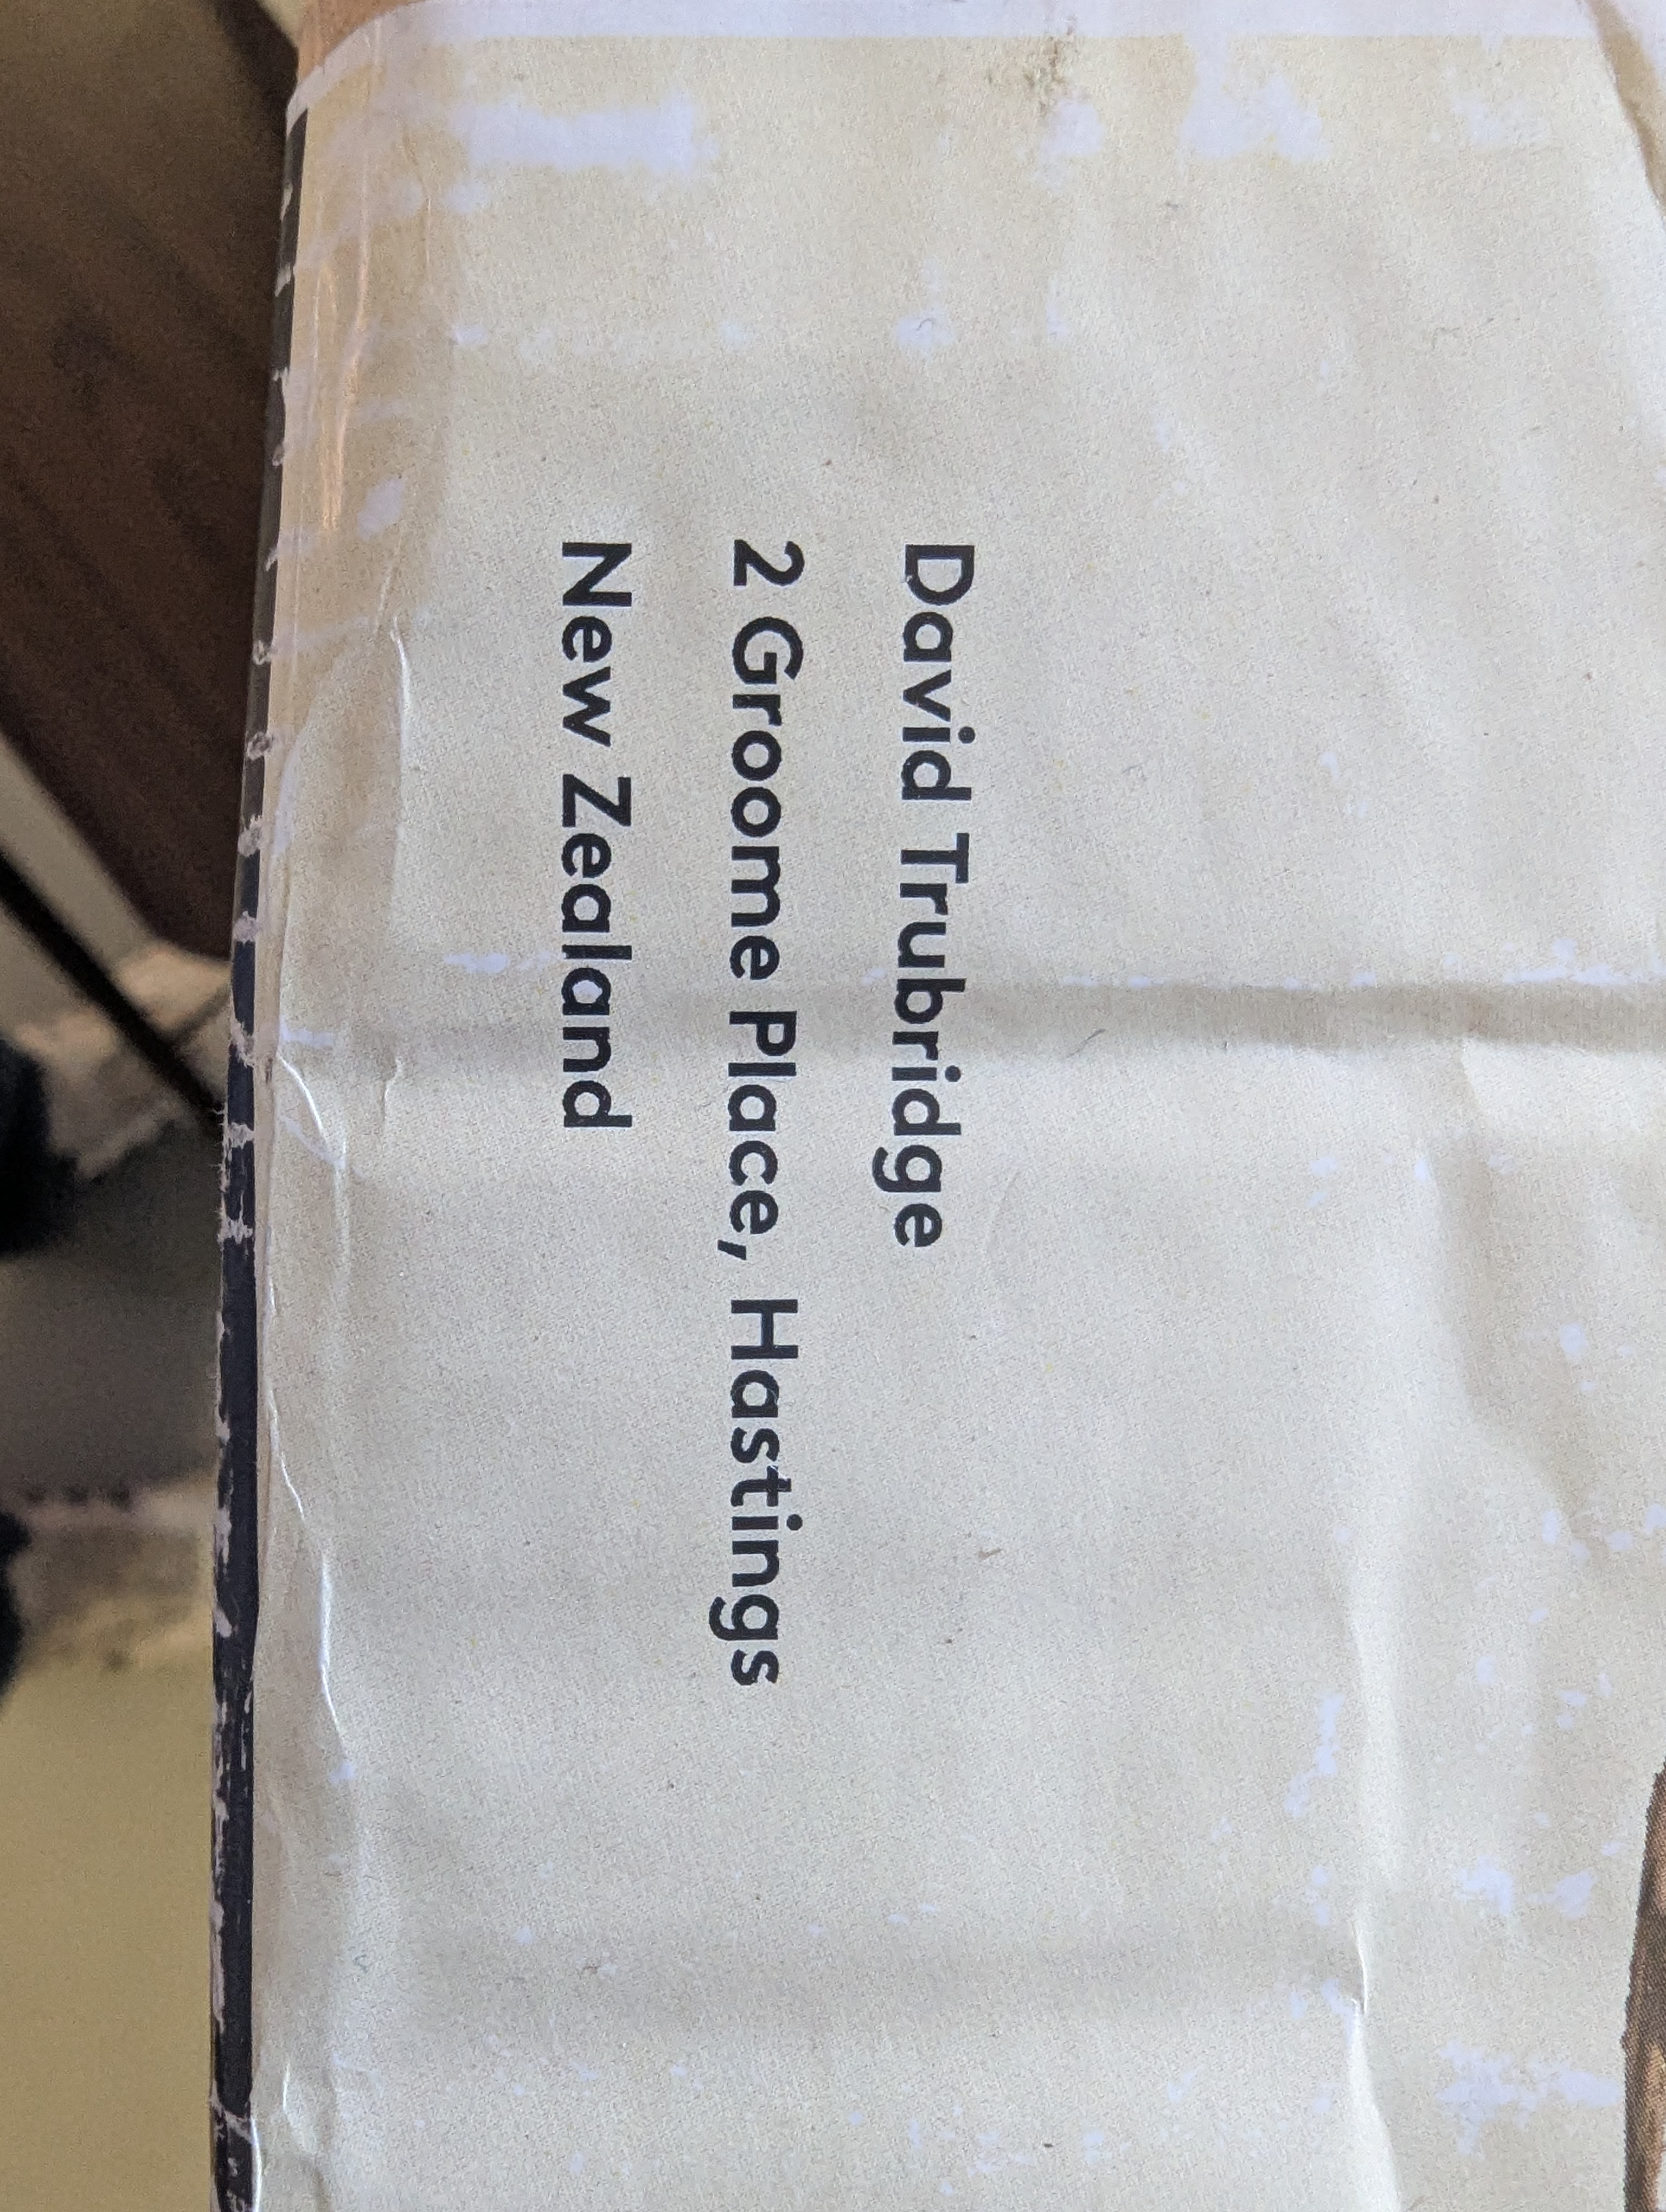 David Trubridge
2 Groome Place, Hastings
New Zealand